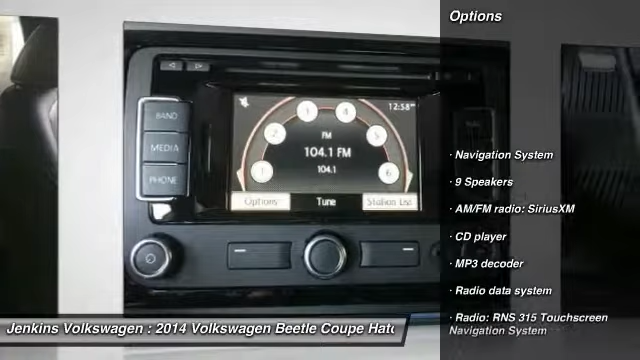 Options
12:58
3
4
2
5
1
6
FM
104.1 FM
104.1
BAND
MEDIA
PHONE
Options
Tune
Station List
· Navigation System
· 9 Speakers
· AM/FM radio: SiriusXM
· CD player
· MP3 decoder
· Radio data system
· Radio: RNS 315 Touchscreen
Navigation System
Jenkins Volkswagen : 2014 Volkswagen Beetle Coupe Hatc